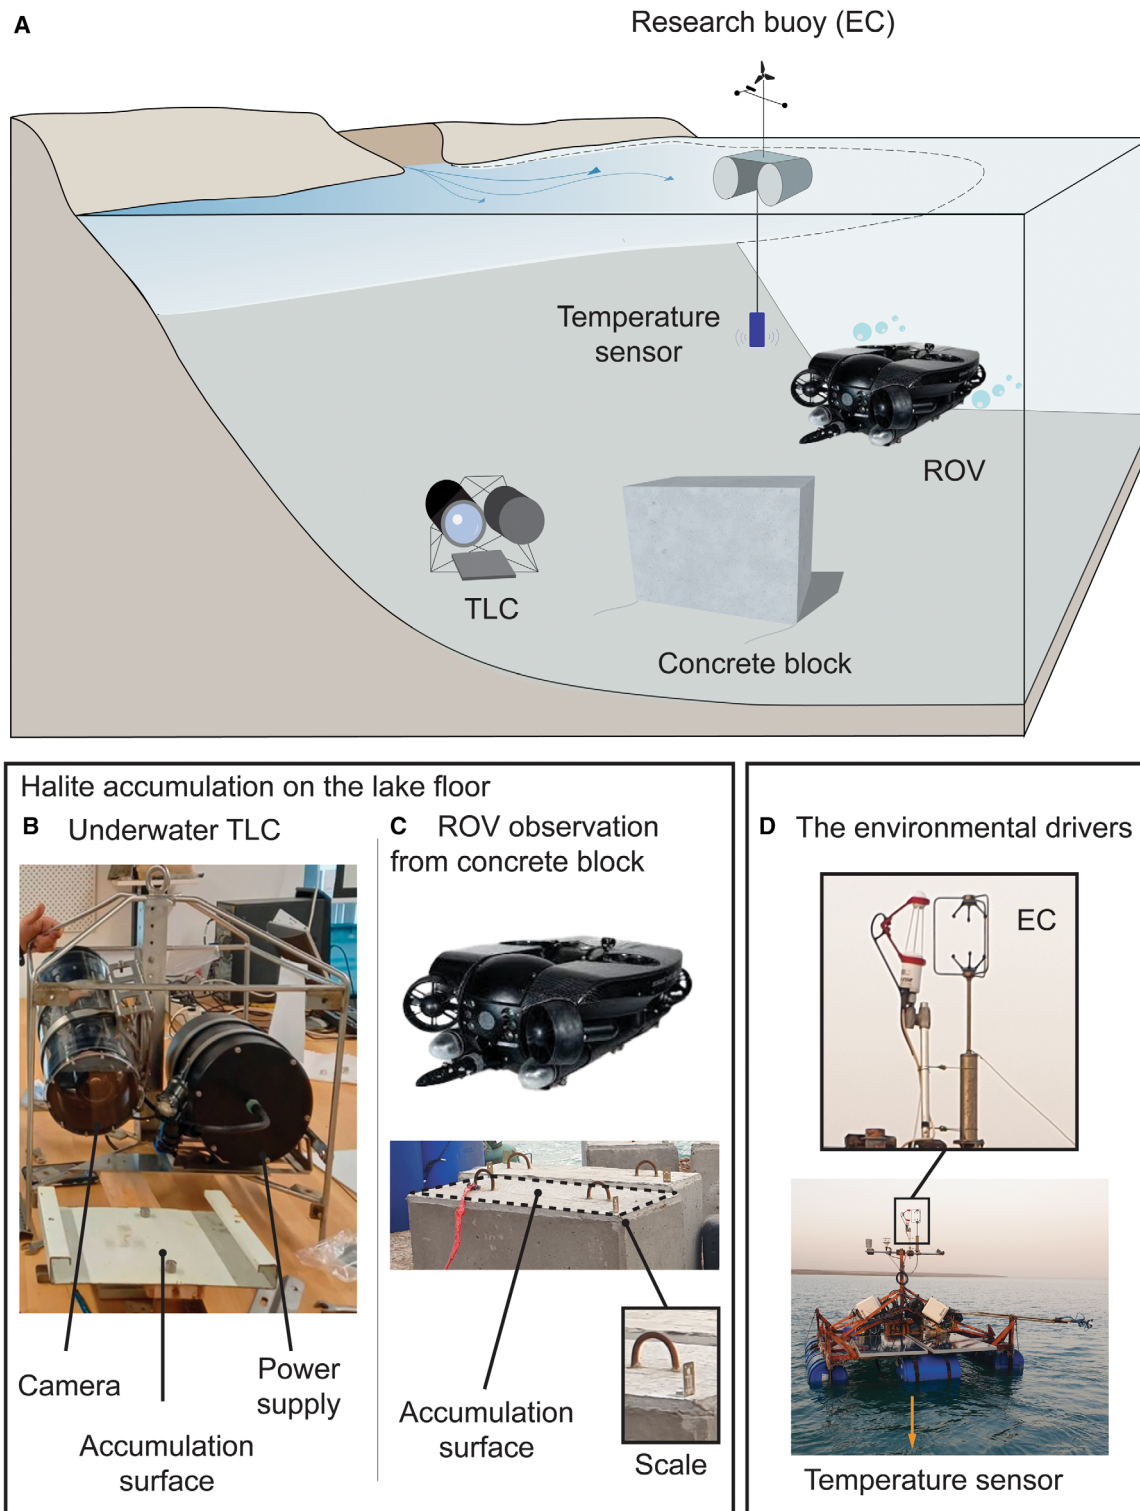 A
Research buoy (EC)
Temperature
sensor
ROV
TLC
Concrete block
Halite accumulation on the lake floor
B Underwater TLC
Camera
Power
supply
Accumulation
surface
C ROV observation
from concrete block
Accumulation
surface
Scale
D The environmental drivers
EC
Temperature sensor